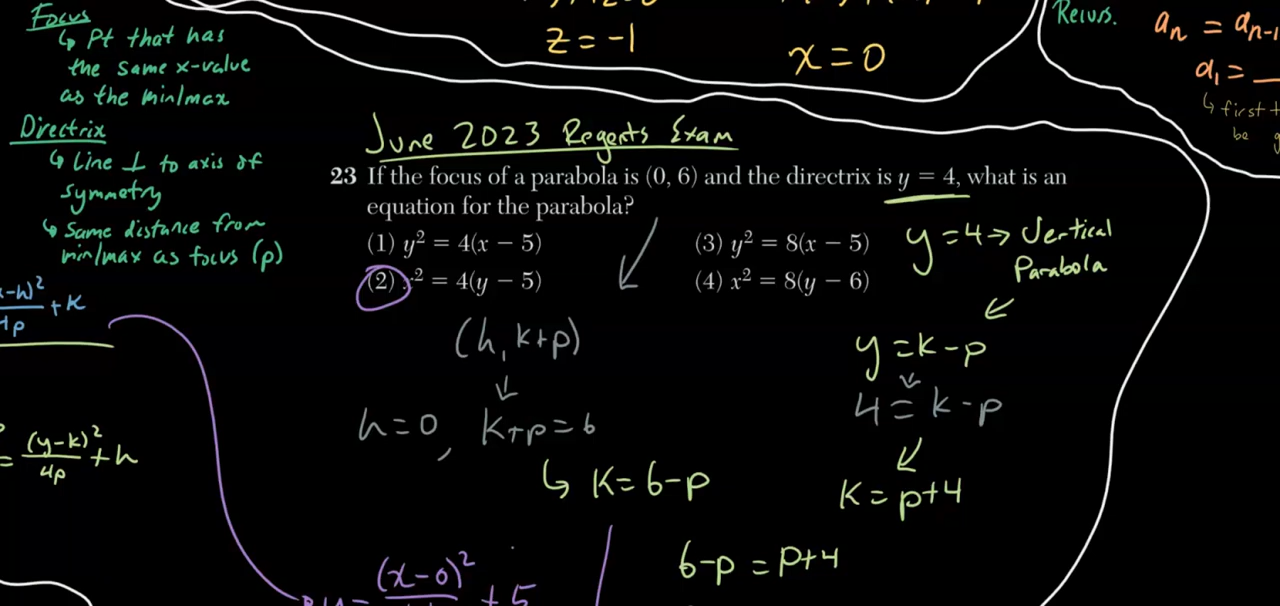 Focus
↳ Pt that has
the same x-value
as the min/max
Directrix
↳ Line ⊥ to axis of
symmetry
↳ Same distance from
min/max as focus (p)
z = -1
x = 0
Recurs.
aₙ = aₙ₋₁
a₁ = _
↳ first
be
June 2023 Regents Exam
23 If the focus of a parabola is (0, 6) and the directrix is y = 4, what is an
equation for the parabola?
(1) y² = 4(x − 5)
(3) y² = 8(x − 5)
(2) x² = 4(y − 5)
(4) x² = 8(y − 6)
y = 4 → Vertical
Parabola
(h, k+p)
h = 0, k+p = 6
↳ k = 6-p
y = k-p
4 = k-p
k = p+4
6-p = p+4
x-h)²
4p
+k
= (y-k)²
4p
+h
(x-0)²
+ 5